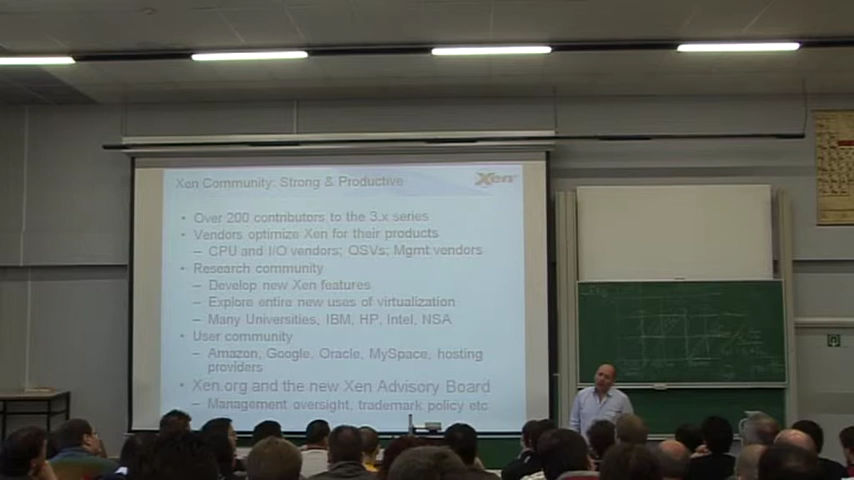 Xen Community: Strong & Productive
Xen
• Over 200 contributors to the 3.x series
• Vendors optimize Xen for their products
– CPU and I/O vendors; OSVs; Mgmt vendors
• Research community
– Develop new Xen features
– Explore entire new uses of virtualization
– Many Universities, IBM, HP, Intel, NSA
• User community
– Amazon, Google, Oracle, MySpace, hosting
providers
• Xen.org and the new Xen Advisory Board
– Management oversight, trademark policy etc